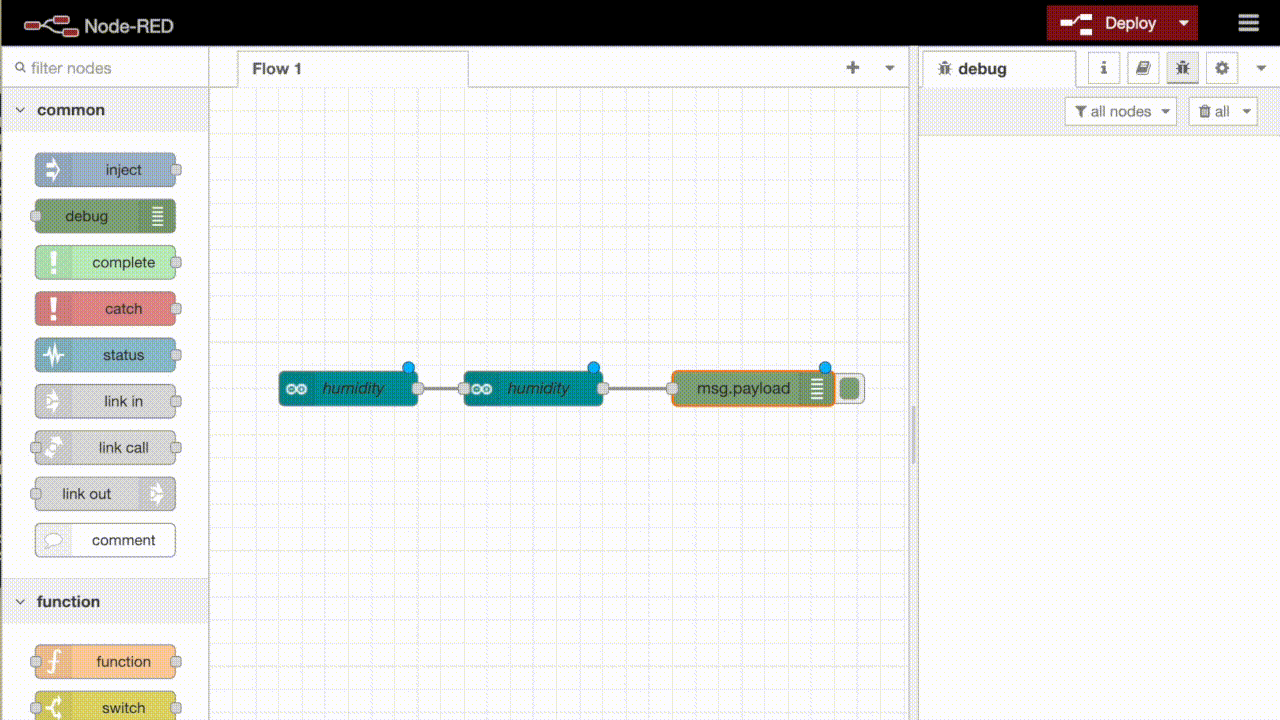 Node-RED
Deploy
filter nodes
Flow 1
debug
i
all nodes
all
common
inject
debug
complete
catch
status
link in
link call
link out
comment
function
function
switch
humidity
humidity
msg.payload